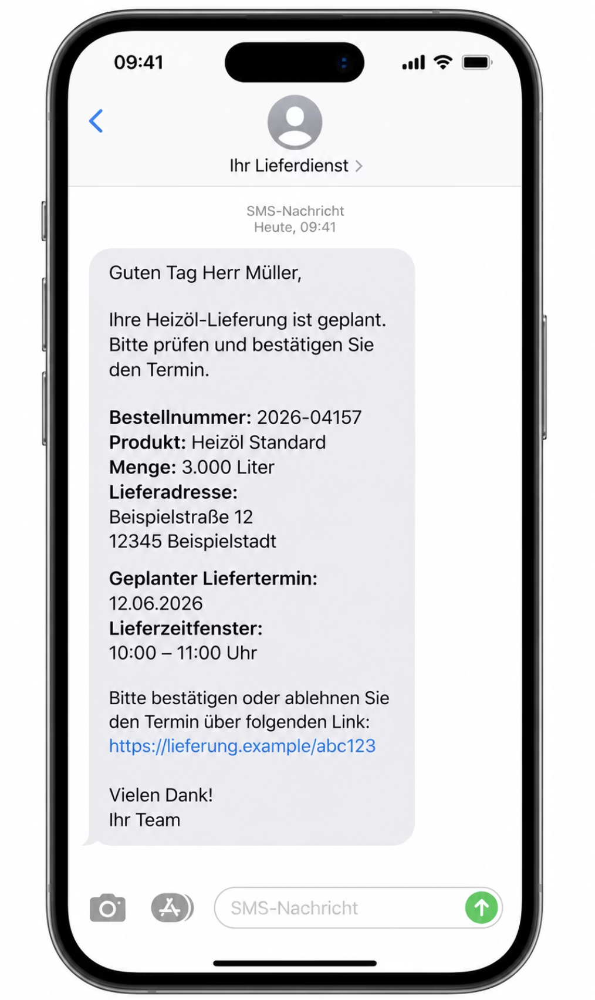 09:41
Ihr Lieferdienst
SMS-Nachricht
Heute, 09:41
Guten Tag Herr Müller,
Ihre Heizöl-Lieferung ist geplant.
Bitte prüfen und bestätigen Sie
den Termin.
Bestellnummer: 2026-04157
Produkt: Heizöl Standard
Menge: 3.000 Liter
Lieferadresse:
Beispielstraße 12
12345 Beispielstadt
Geplanter Liefertermin:
12.06.2026
Lieferzeitfenster:
10:00 – 11:00 Uhr
Bitte bestätigen oder ablehnen Sie
den Termin über folgenden Link:
https://lieferung.example/abc123
Vielen Dank!
Ihr Team
SMS-Nachricht